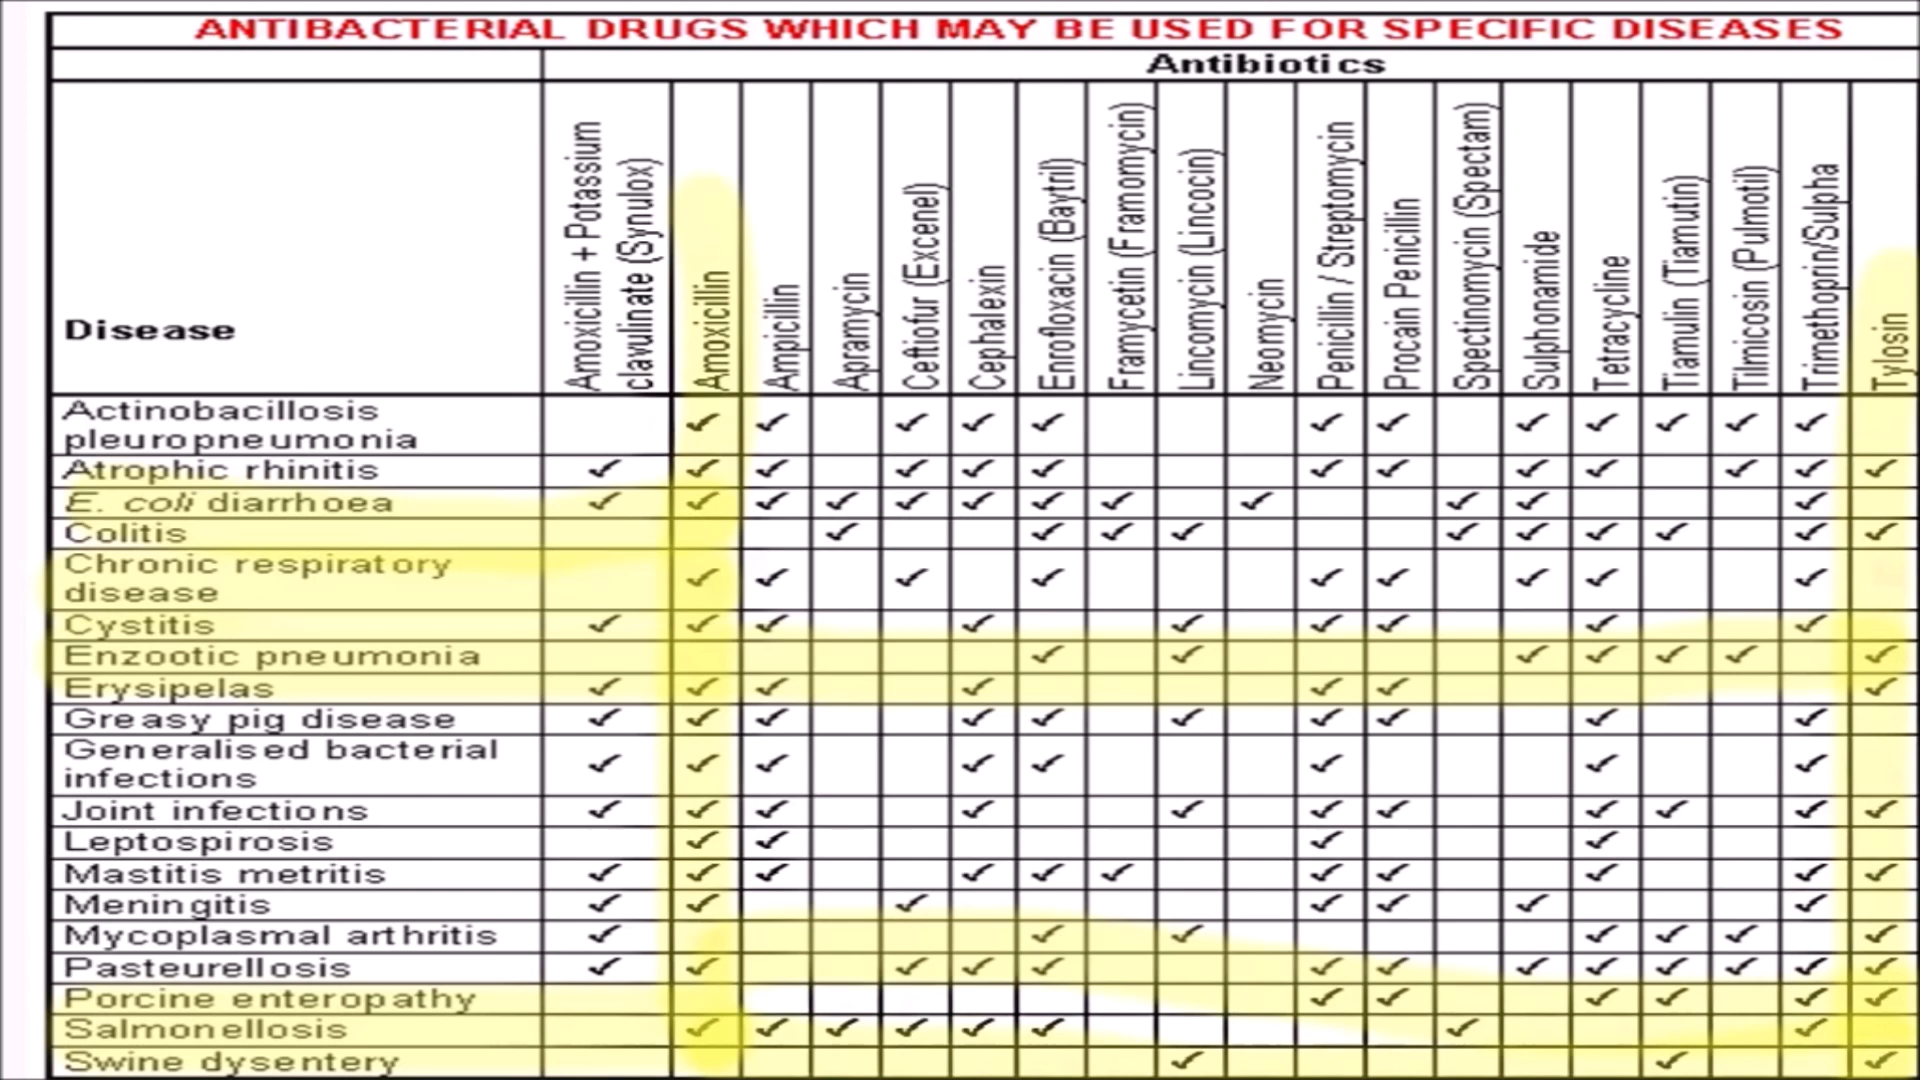 ANTIBACTERIAL DRUGS WHICH MAY BE USED FOR SPECIFIC DISEASES
Antibiotics
Disease
Amoxicillin + Potassium
clavulinate (Synulox)
Amoxicillin
Ampicillin
Apramycin
Ceftiofur (Excenel)
Cephalexin
Enrofloxacin (Baytril)
Framycetin (Framomycin)
Lincomycin (Lincocin)
Neomycin
Penicillin / Streptomycin
Procain Penicillin
Spectinomycin (Spectam)
Sulphonamide
Tetracycline
Tiamulin (Tiamutin)
Tilmicosin (Pulmotil)
Trimethoprin/Sulpha
Tylosin
Actinobacillosis
pleuropneumonia ✓ ✓ ✓ ✓ ✓ ✓ ✓ ✓ ✓ ✓ ✓ ✓
Atrophic rhinitis ✓ ✓ ✓ ✓ ✓ ✓ ✓ ✓ ✓ ✓ ✓ ✓ ✓
E. coli diarrhoea ✓ ✓ ✓ ✓ ✓ ✓ ✓ ✓ ✓ ✓ ✓ ✓
Colitis ✓ ✓ ✓ ✓ ✓ ✓ ✓ ✓ ✓ ✓
Chronic respiratory
disease ✓ ✓ ✓ ✓ ✓ ✓ ✓ ✓ ✓
Cystitis ✓ ✓ ✓ ✓ ✓ ✓ ✓ ✓ ✓
Enzootic pneumonia ✓ ✓ ✓ ✓ ✓ ✓ ✓
Erysipelas ✓ ✓ ✓ ✓ ✓ ✓ ✓
Greasy pig disease ✓ ✓ ✓ ✓ ✓ ✓ ✓ ✓ ✓ ✓
Generalised bacterial
infections ✓ ✓ ✓ ✓ ✓ ✓ ✓ ✓
Joint infections ✓ ✓ ✓ ✓ ✓ ✓ ✓ ✓ ✓ ✓ ✓
Leptospirosis ✓ ✓ ✓ ✓
Mastitis metritis ✓ ✓ ✓ ✓ ✓ ✓ ✓ ✓ ✓ ✓ ✓
Meningitis ✓ ✓ ✓ ✓ ✓ ✓ ✓
Mycoplasmal arthritis ✓ ✓ ✓ ✓ ✓ ✓ ✓
Pasteurellosis ✓ ✓ ✓ ✓ ✓ ✓ ✓ ✓ ✓ ✓ ✓ ✓ ✓
Porcine enteropathy ✓ ✓ ✓ ✓ ✓ ✓
Salmonellosis ✓ ✓ ✓ ✓ ✓ ✓ ✓ ✓
Swine dysentery ✓ ✓ ✓